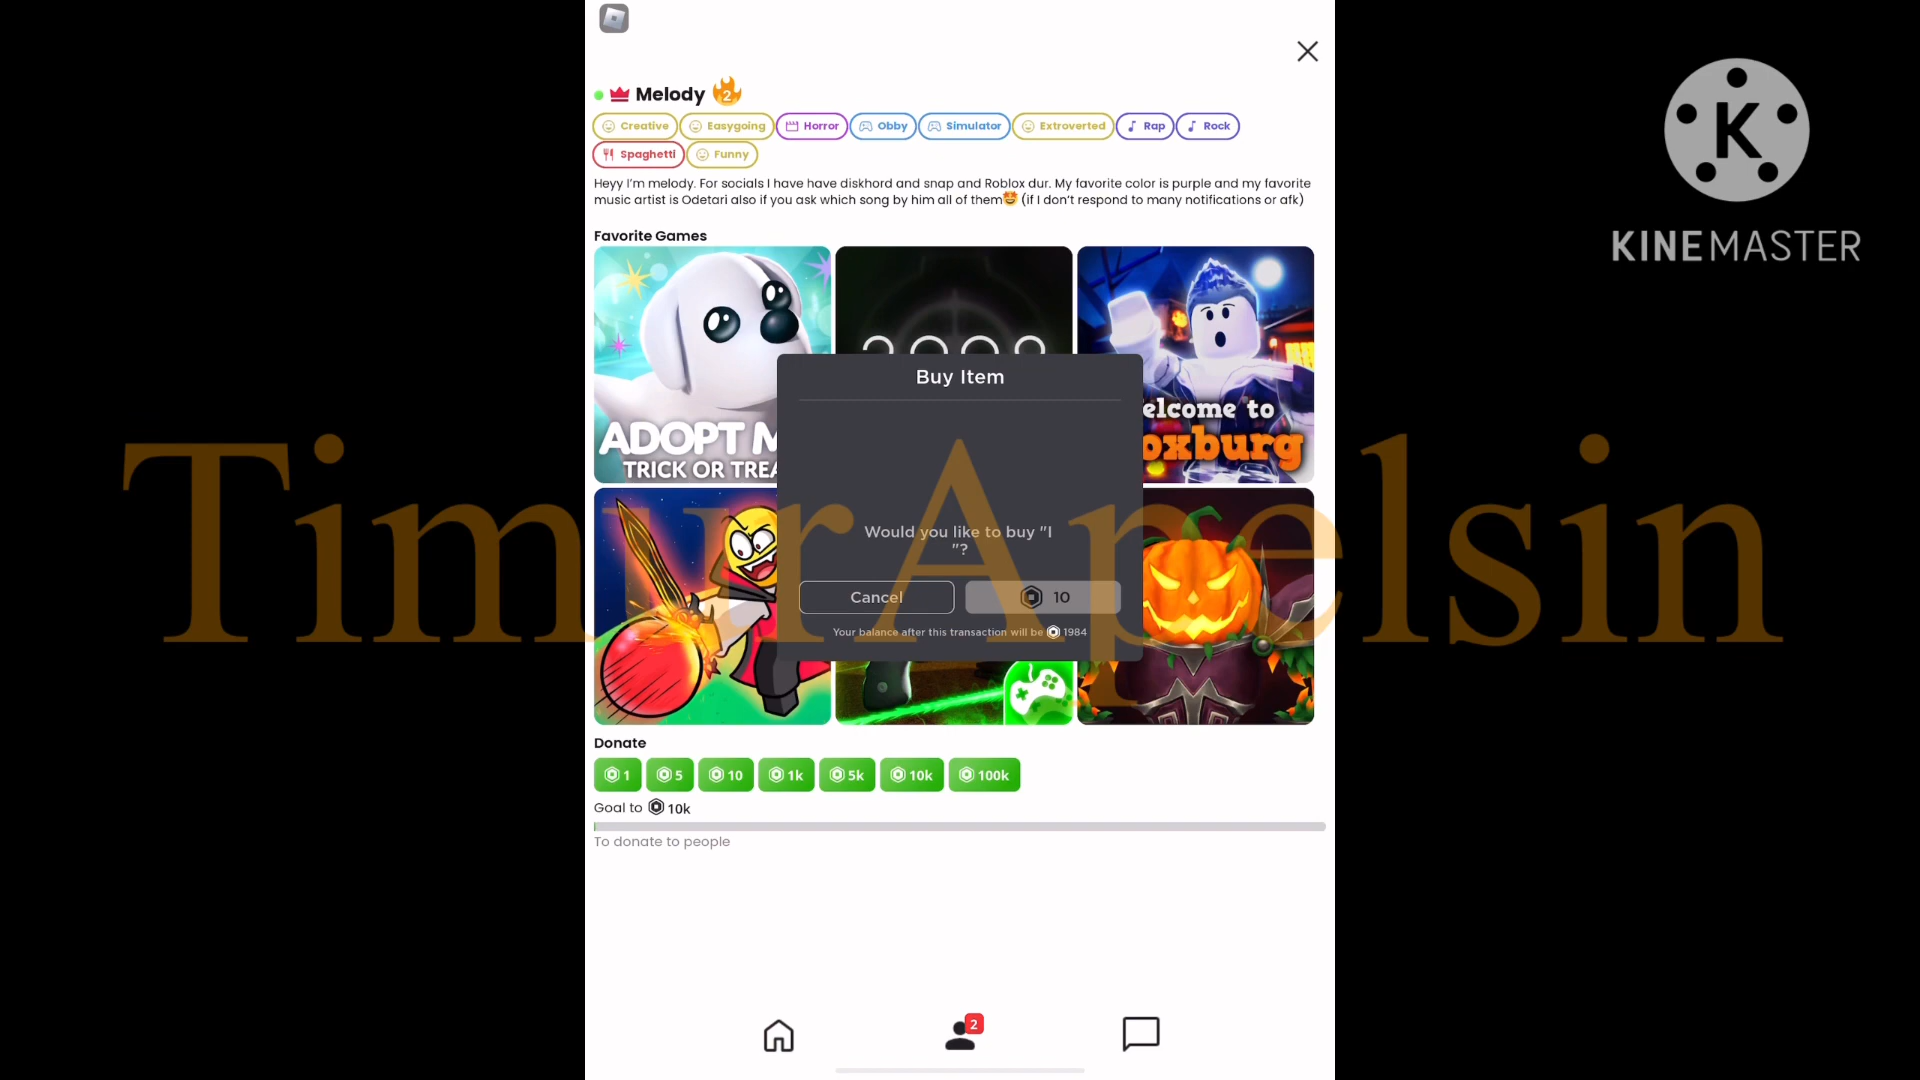 Melody 2
Creative Easygoing Horror Obby Simulator Extroverted Rap Rock
Spaghetti Funny
Heyy I'm melody. For socials I have have diskhord and snap and Roblox dur. My favorite color is purple and my favorite
music artist is Odetari also if you ask which song by him all of them🤩 (if I don't respond to many notifications or afk)
Favorite Games
ADOPT M
TRICK OR TREA
elcome to
oxburg
Buy Item
Would you like to buy "I
"?
Cancel 10
Your balance after this transaction will be 1984
Donate
1 5 10 1k 5k 10k 100k
Goal to 10k
To donate to people
2
K
KINEMASTER
TimurApelsin